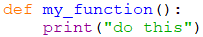 def my_function():
    print("do this")